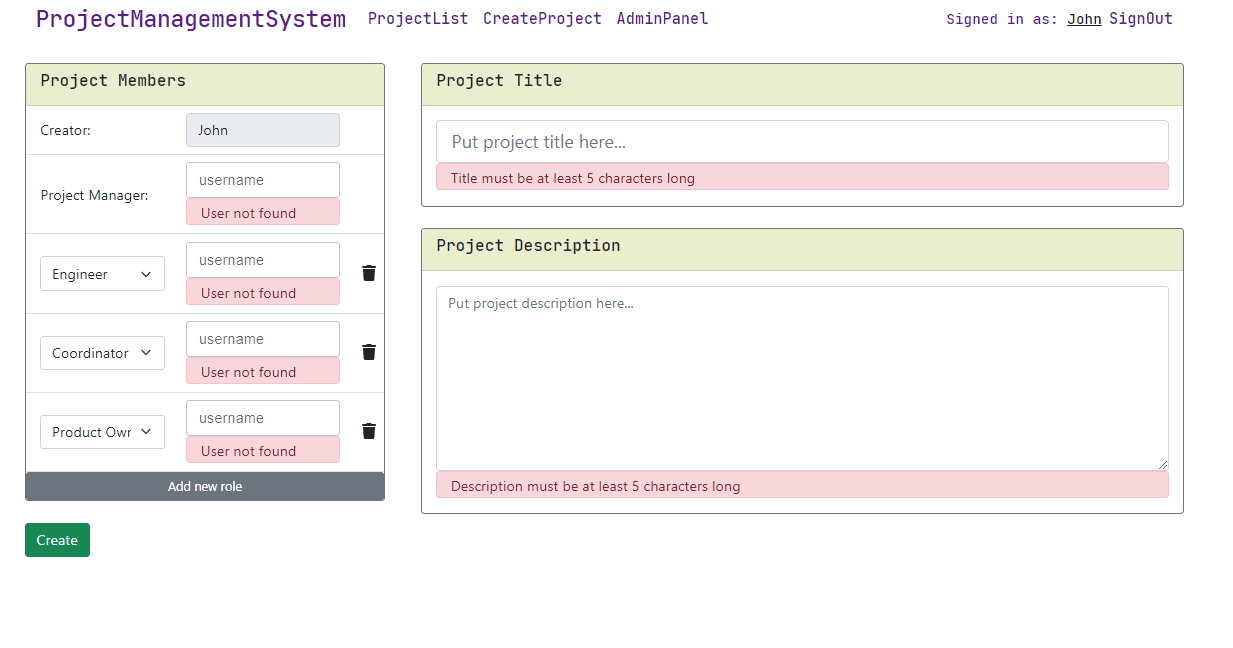 ProjectManagementSystem ProjectList CreateProject AdminPanel Signed in as: John SignOut
Project Members
Creator: John
Project Manager: username
User not found
Engineer username
User not found
Coordinator username
User not found
Product Owr username
User not found
Add new role
Create
Project Title
Put project title here...
Title must be at least 5 characters long
Project Description
Put project description here...
Description must be at least 5 characters long